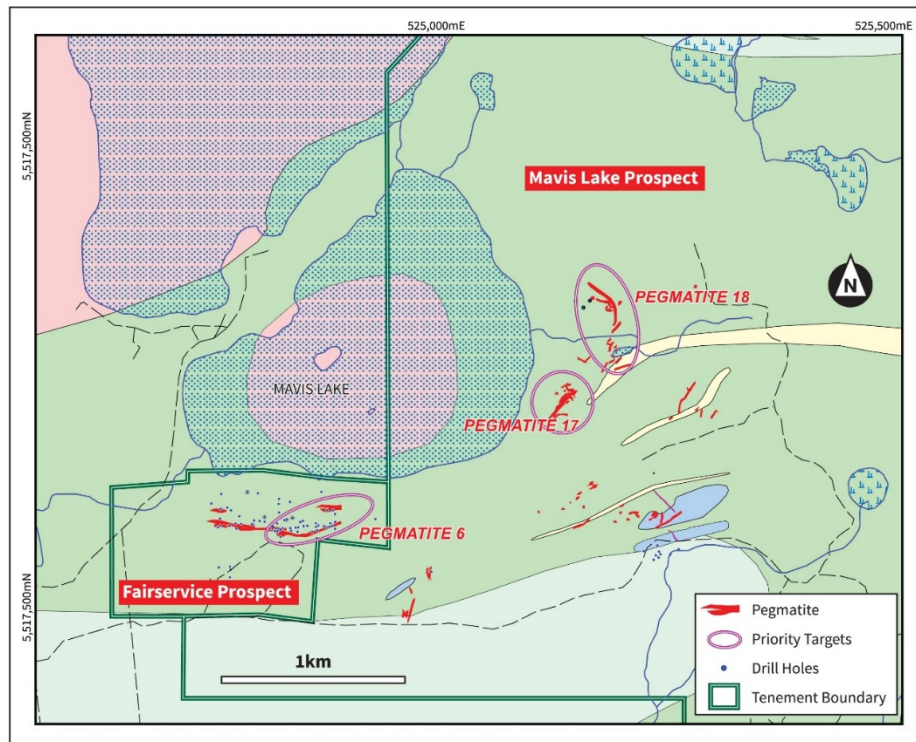 525,000mE
525,500mE
5,517,500mN
Mavis Lake Prospect
N
PEGMATITE 18
MAVIS LAKE
PEGMATITE 17
PEGMATITE 6
5,517,500mN
Fairservice Prospect
1km
Pegmatite
Priority Targets
Drill Holes
Tenement Boundary